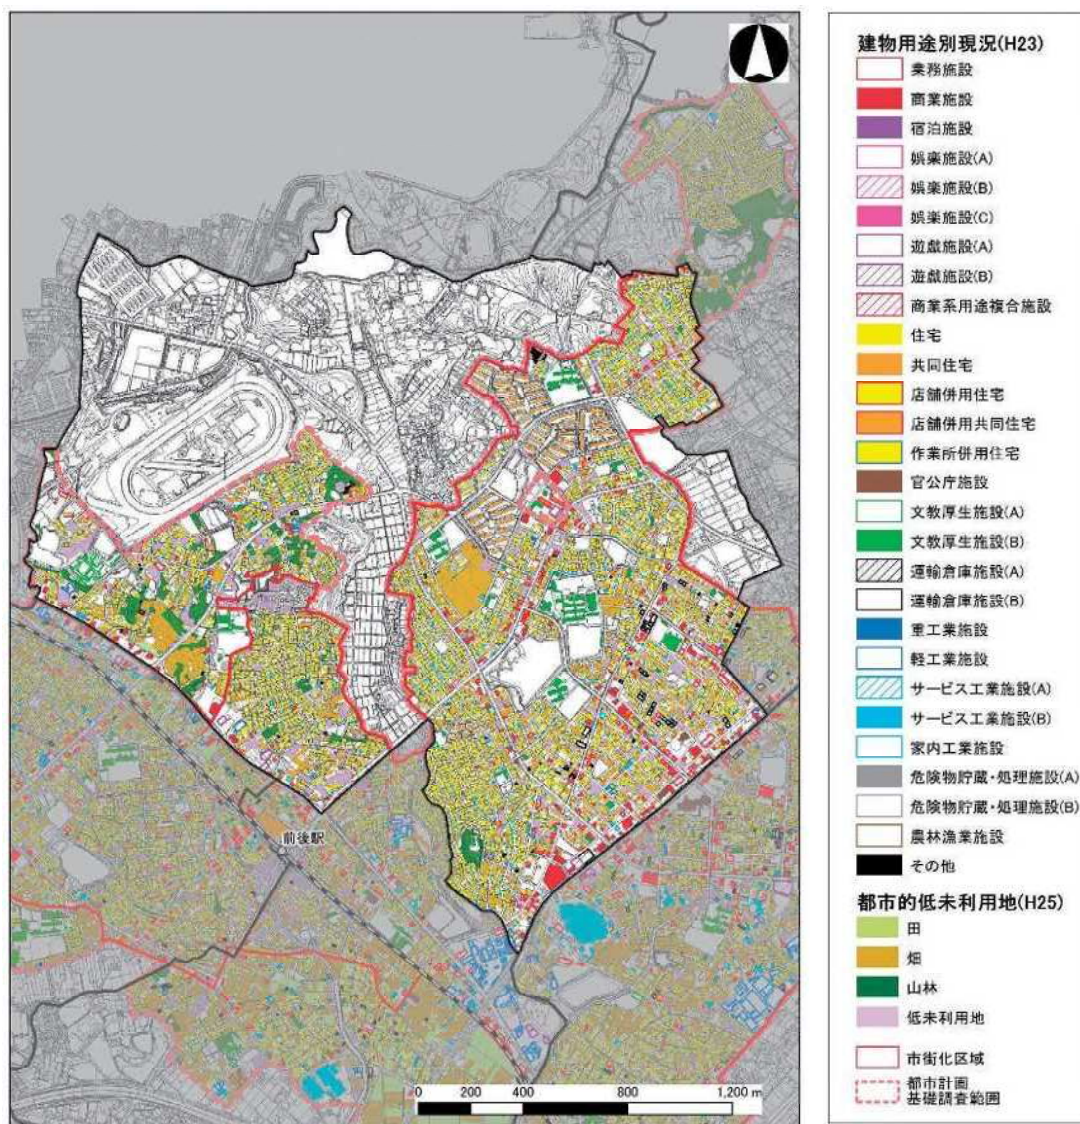 前後駅
0 200 400 800 1,200 m
建物用途別現況(H23)
業務施設
商業施設
宿泊施設
娯楽施設(A)
娯楽施設(B)
娯楽施設(C)
遊戯施設(A)
遊戯施設(B)
商業系用途複合施設
住宅
共同住宅
店舗併用住宅
店舗併用共同住宅
作業所併用住宅
官公庁施設
文教厚生施設(A)
文教厚生施設(B)
運輸倉庫施設(A)
運輸倉庫施設(B)
重工業施設
軽工業施設
サービス工業施設(A)
サービス工業施設(B)
家内工業施設
危険物貯蔵・処理施設(A)
危険物貯蔵・処理施設(B)
農林漁業施設
その他
都市的低未利用地(H25)
田
畑
山林
低未利用地
市街化区域
都市計画
基礎調査範囲